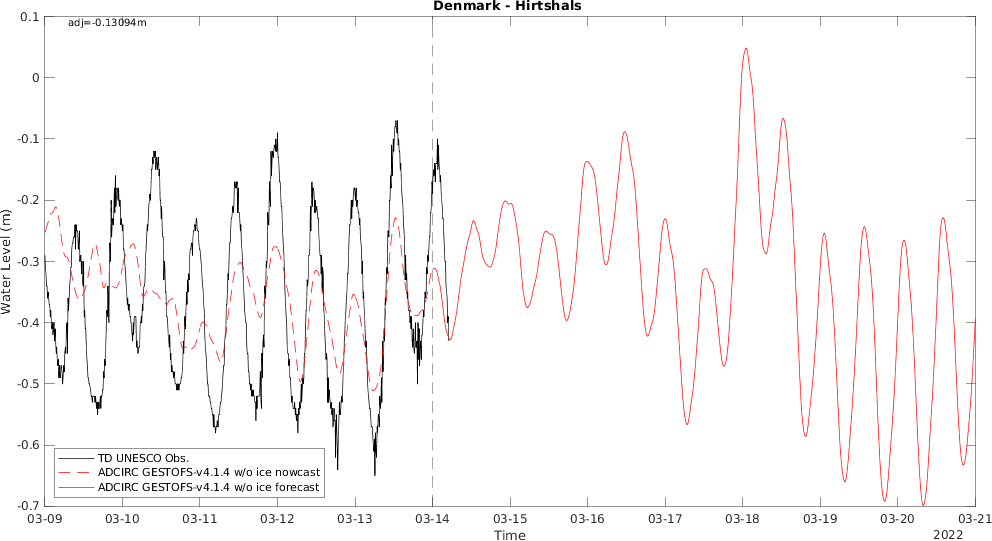 Denmark - Hirtshals
adj=-0.13094m
0.1
0
-0.1
-0.2
-0.3
-0.4
-0.5
-0.6
-0.7
Water Level (m)
TD UNESCO Obs.
ADCIRC GESTOFS-v4.1.4 w/o ice nowcast
ADCIRC GESTOFS-v4.1.4 w/o ice forecast
03-09 03-10 03-11 03-12 03-13 03-14 03-15 03-16 03-17 03-18 03-19 03-20 03-21
Time
2022